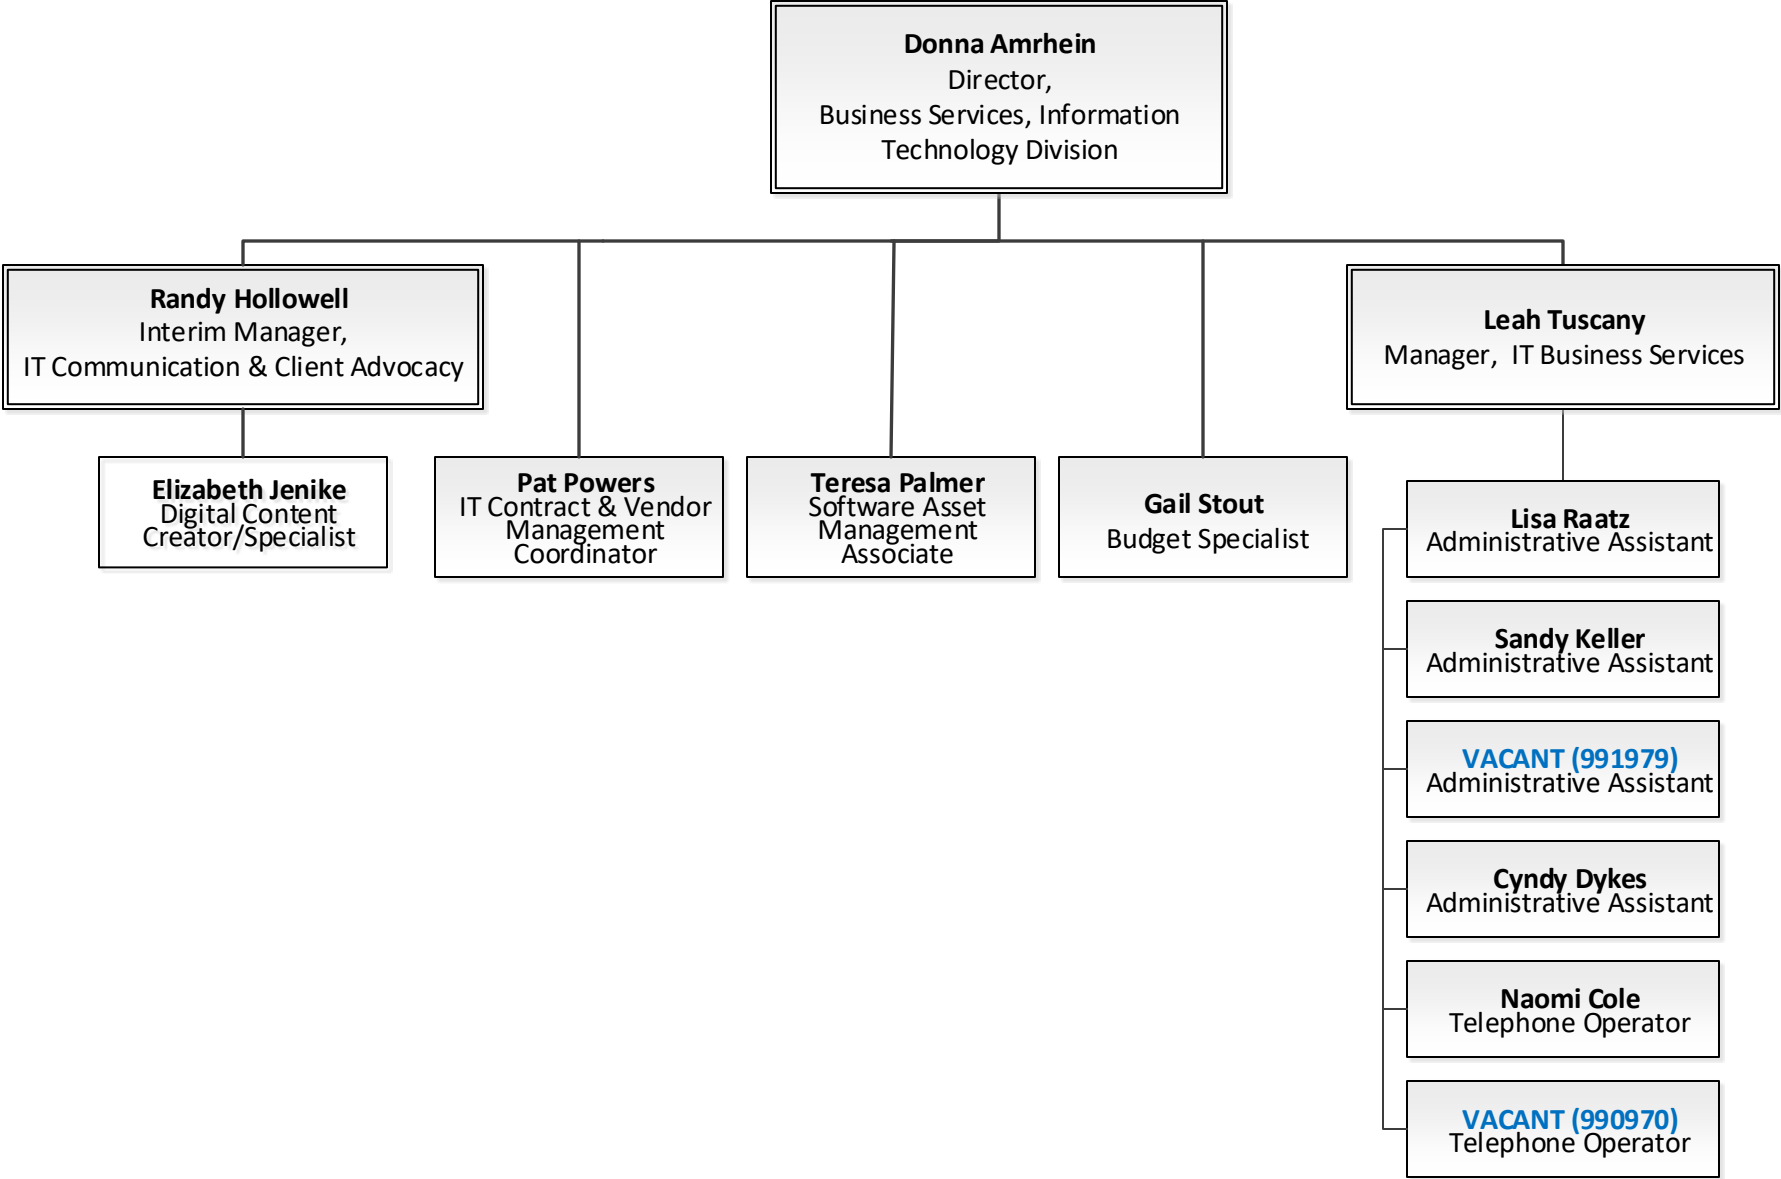 Donna Amrhein
Director,
Business Services, Information
Technology Division
Randy Hollowell
Interim Manager,
IT Communication & Client Advocacy
Leah Tuscany
Manager, IT Business Services
Elizabeth Jenike
Digital Content
Creator/Specialist
Pat Powers
IT Contract & Vendor
Management
Coordinator
Teresa Palmer
Software Asset
Management
Associate
Gail Stout
Budget Specialist
Lisa Raatz
Administrative Assistant
Sandy Keller
Administrative Assistant
VACANT (991979)
Administrative Assistant
Cyndy Dykes
Administrative Assistant
Naomi Cole
Telephone Operator
VACANT (990970)
Telephone Operator